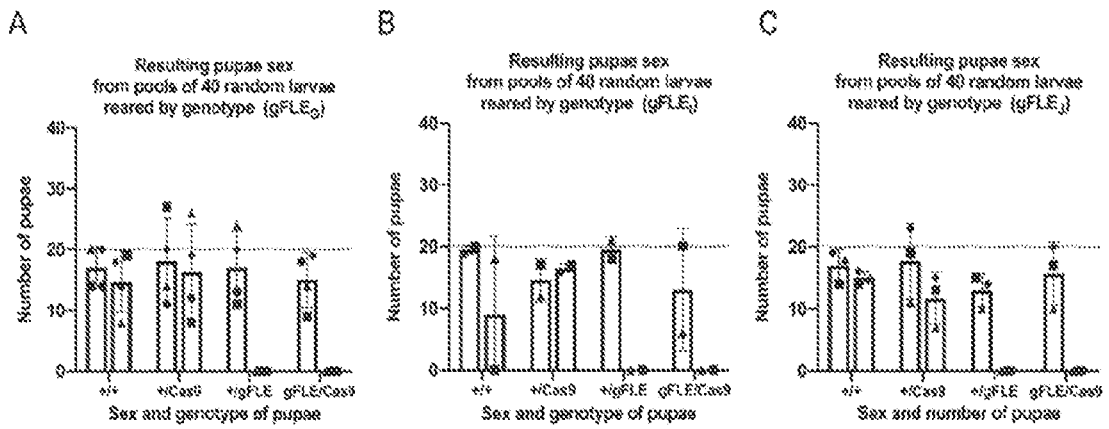 A
Resulting pupae sex
from pools of 40 random larvae
reared by genotype (gFLE_G)
40
30
20
10
0
Number of pupae
+/+
+/Cas9
+/gFLE
gFLE/Cas9
Sex and genotype of pupae
B
Resulting pupae sex
from pools of 40 random larvae
reared by genotype (gFLE_I)
40
30
20
10
0
Number of pupae
+/+
+/Cas9
+/gFLE
gFLE/Cas9
Sex and genotype of pupae
C
Resulting pupae sex
from pools of 40 random larvae
reared by genotype (gFLE_J)
40
30
20
10
0
Number of pupae
+/+
+/Cas9
+/gFLE
gFLE/Cas9
Sex and number of pupae